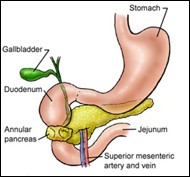 Stomach
Gallbladder
Duodenum
Annular
pancreas
Jejunum
Superior mesenteric
artery and vein